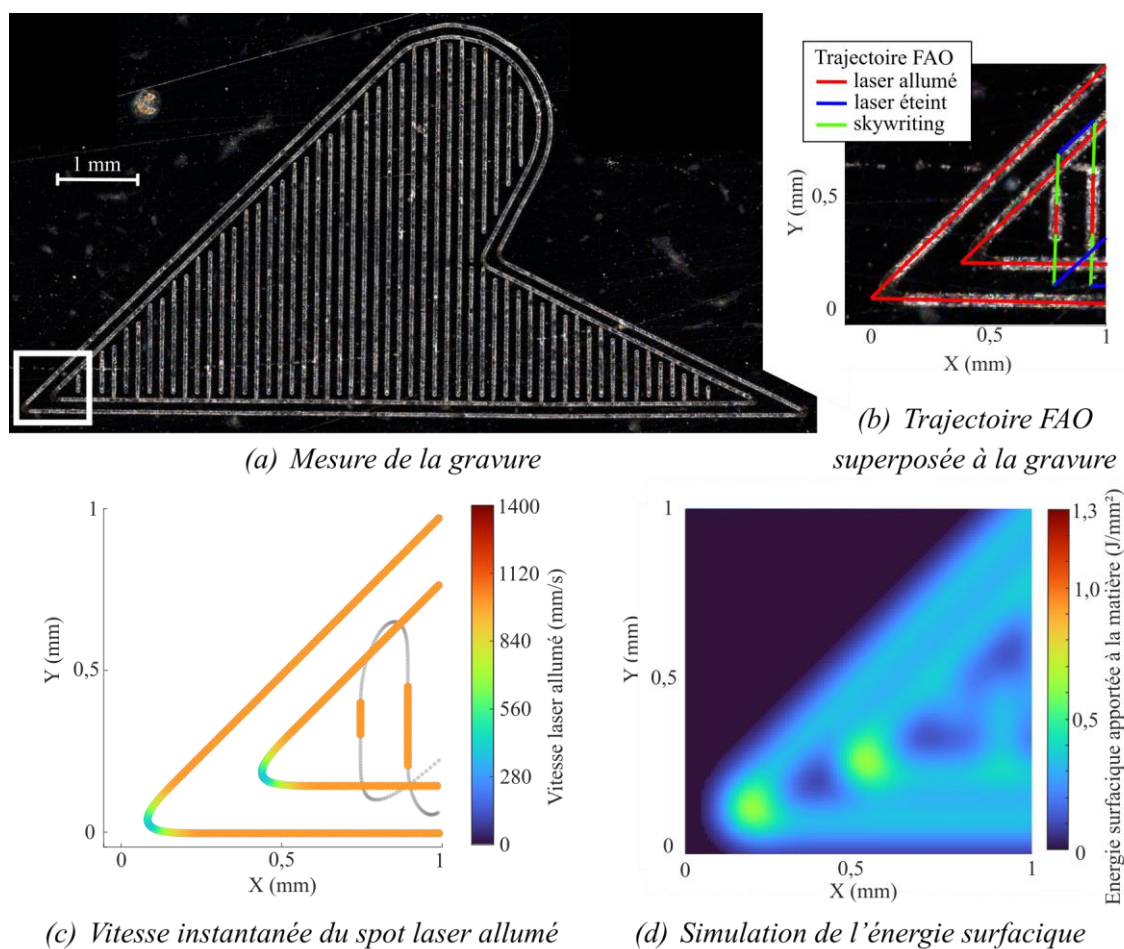 1 mm
(a) Mesure de la gravure
Trajectoire FAO
laser allumé
laser éteint
skywriting
Y (mm)
0,5
0
0
0,5
1
X (mm)
(b) Trajectoire FAO
superposée à la gravure
Y (mm)
1
0,5
0
0
0,5
1
X (mm)
1400
1120
840
560
280
0
Vitesse laser allumé (mm/s)
(c) Vitesse instantanée du spot laser allumé
Y (mm)
1
0,5
0
0
0,5
1
X (mm)
1,3
1,0
0,5
0
Energie surfacique apportée à la matière (J/mm²)
(d) Simulation de l’énergie surfacique